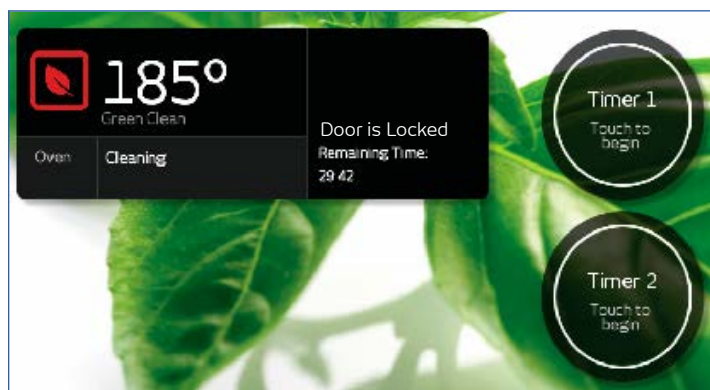 185°
Green Clean
Oven
Cleaning
Door is Locked
Remaining Time:
29 42
Timer 1
Touch to
begin
Timer 2
Touch to
begin